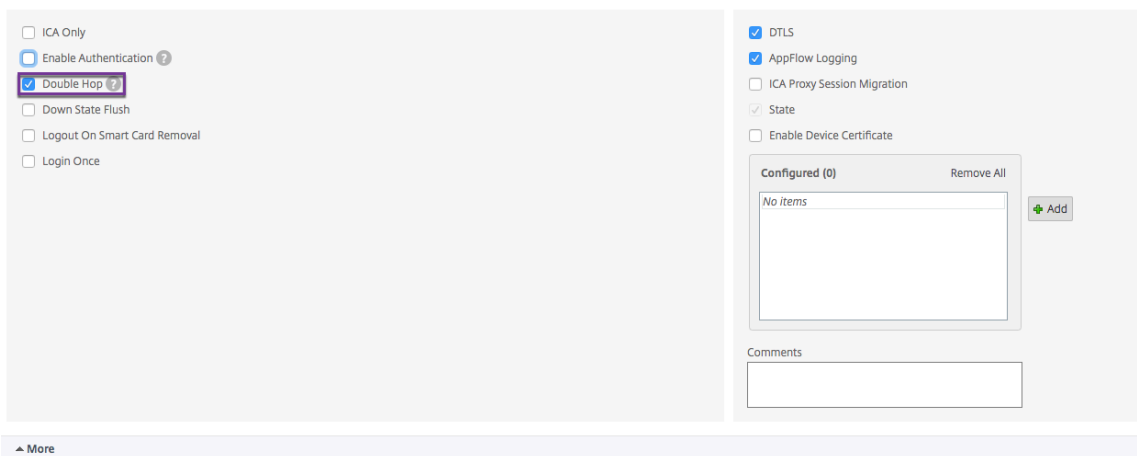 ICA Only
Enable Authentication ?
Double Hop ?
Down State Flush
Logout On Smart Card Removal
Login Once
DTLS
AppFlow Logging
ICA Proxy Session Migration
State
Enable Device Certificate
Configured (0) Remove All
No items
Add
Comments
More